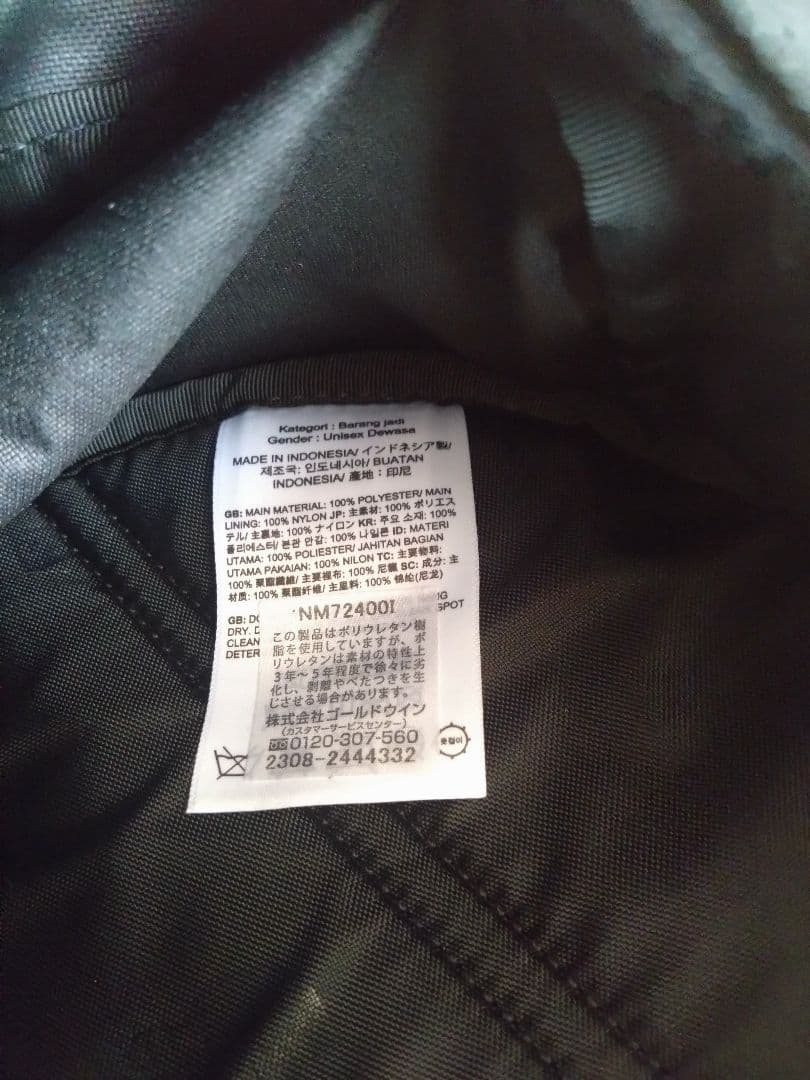 Kategori : Barang jadi
Gender : Unisex Dewasa
MADE IN INDONESIA/ インドネシア製/
제조국: 인도네시아/ BUATAN
INDONESIA/ 產地 : 印尼
GB: MAIN MATERIAL: 100% POLYESTER/ MAIN
LINING: 100% NYLON JP: 主素材: 100% ポリエス
テル/ 主裏地: 100% ナイロン KR: 주요 소재: 100%
폴리에스터/ 본판 안감: 100% 나일론 ID: MATERI
UTAMA: 100% POLIESTER/ JAHITAN BAGIAN
UTAMA PAKAIAN: 100% NILON TC: 主要物料:
100% 聚酯纖維/ 主要裡布: 100% 尼龍 SC: 成分: 主
材质: 100% 聚酯纤维/ 主里料: 100% 锦纶(尼龙)
GB: DO
DRY. D
SPOT
CLEAN
DETER
NM72400I
この製品はポリウレタン樹
脂を使用していますが、ポ
リウレタンは素材の特性上
3年〜5年程度で徐々に劣
化し、剥離やべたつきを生
じさせる場合があります。
株式会社ゴールドウイン
(カスタマーサービスセンター)
0120-307-560
2308-2444332